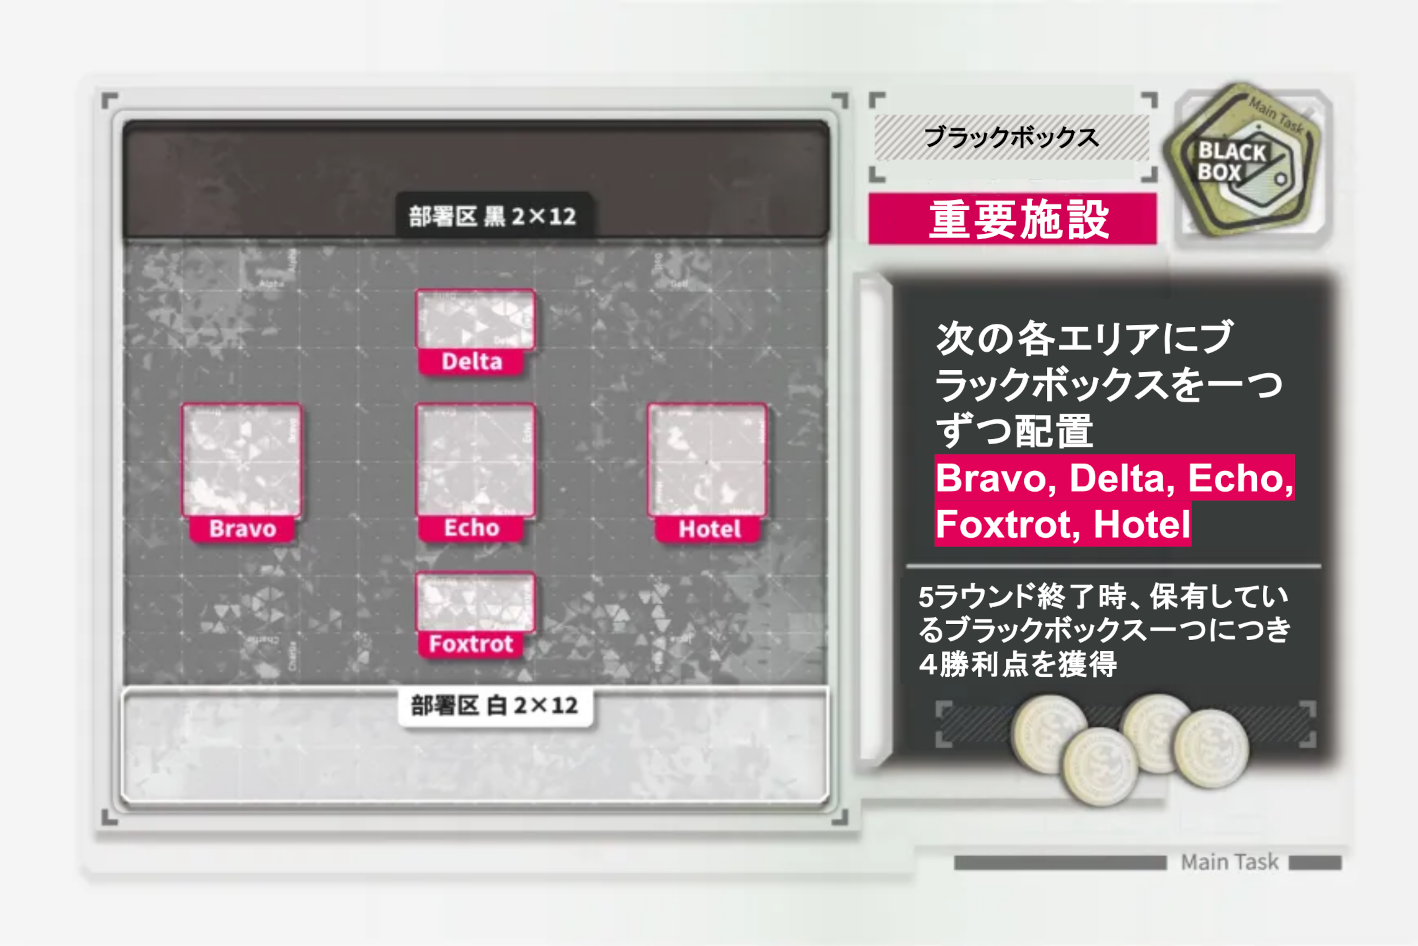 部署区 黒 2×12
Alpha
Delta
Bravo
Echo
Hotel
Foxtrot
Charlie
部署区 白 2×12
ブラックボックス
Main Task
BLACK
BOX
重要施設
次の各エリアにブ
ラックボックスを一つ
ずつ配置
Bravo, Delta, Echo,
Foxtrot, Hotel
5ラウンド終了時、保有してい
るブラックボックス一つにつき
4勝利点を獲得
Main Task